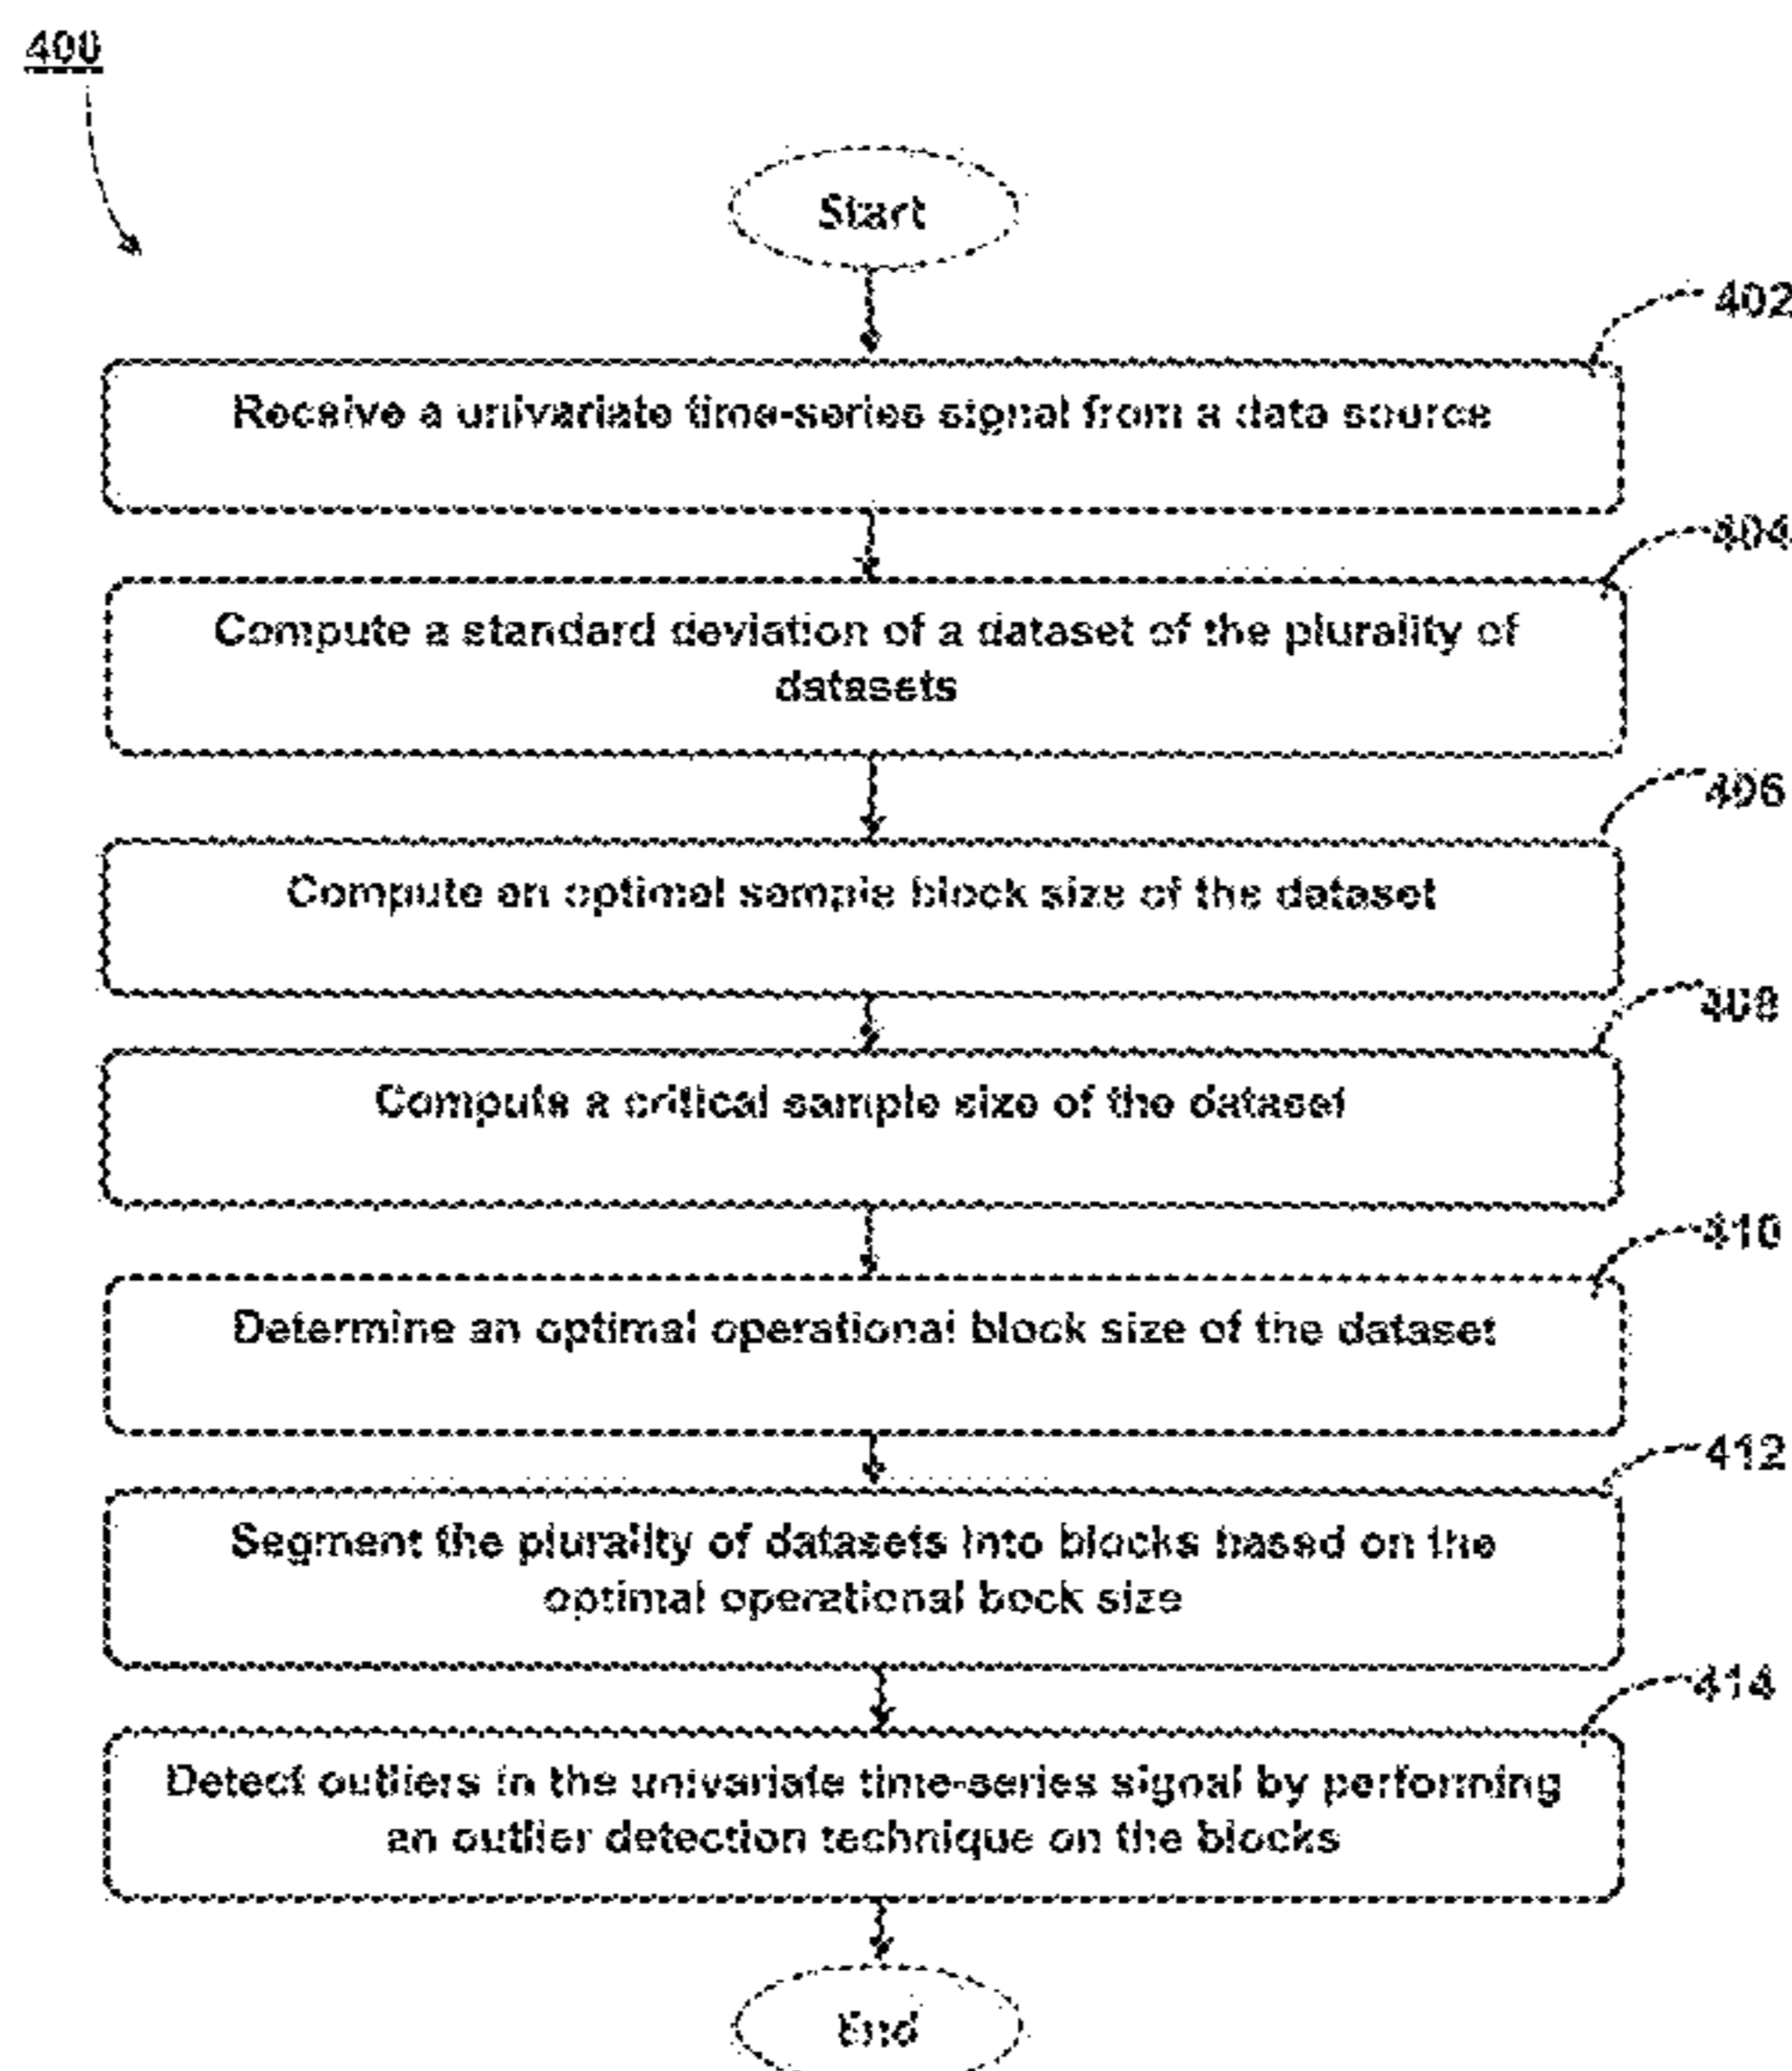 400
Start
402
Receive a univariate time-series signal from a data source
404
Compute a standard deviation of a dataset of the plurality of
datasets
406
Compute an optimal sample block size of the dataset
408
Compute a critical sample size of the dataset
410
Determine an optimal operational block size of the dataset
412
Segment the plurality of datasets into blocks based on the
optimal operational bock size
414
Detect outliers in the univariate time-series signal by performing
an outlier detection technique on the blocks
End